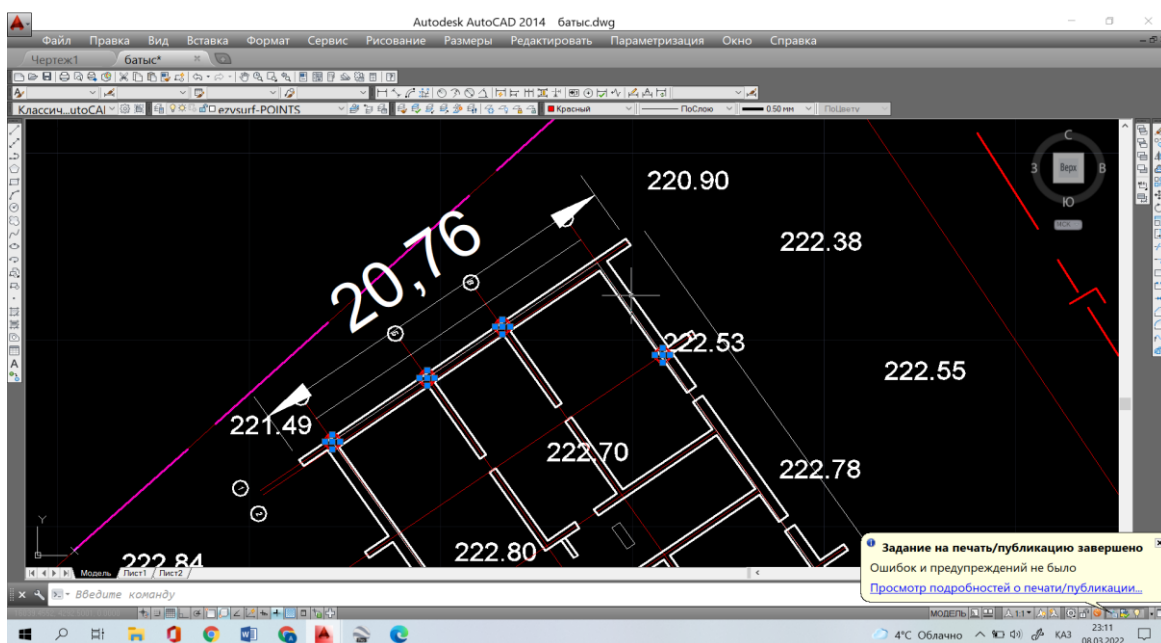 Autodesk AutoCAD 2014 батыс.dwg
Файл Правка Вид Вставка Формат Сервис Рисование Размеры Редактировать Параметризация Окно Справка
Чертеж1 батыс*
Классич...utoCAI ezysurf-POINTS Красный ПоСлою 0.50 мм ПоЦвету
С
З Верх В
Ю
МСК
220.90
222.38
20,76
222.53
222.55
221.49
222.70
222.78
222.80
222.84
Y
X
Модель Лист1 Лист2
Задание на печать/публикацию завершено
Ошибок и предупреждений не было
Просмотр подробностей о печати/публикации...
Введите команду
МОДЕЛЬ 1:1
4°C Облачно КАЗ 23:11
08.03.2022